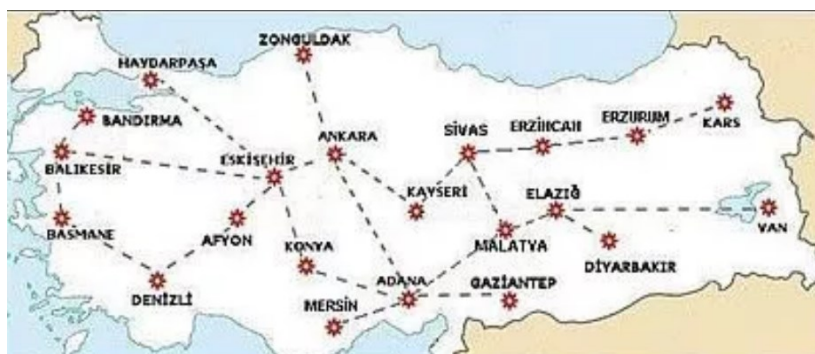 ZONGULDAK
HAYDARPAŞA
BANDIRMA
ANKARA
SİVAS
ERZİNCAN
ERZURUM
KARS
BALIKESİR
ESKİŞEHİR
KAYSERİ
ELAZIĞ
BASMANE
AFYON
KONYA
MALATYA
VAN
DİYARBAKIR
DENİZLİ
MERSİN
ADANA
GAZİANTEP